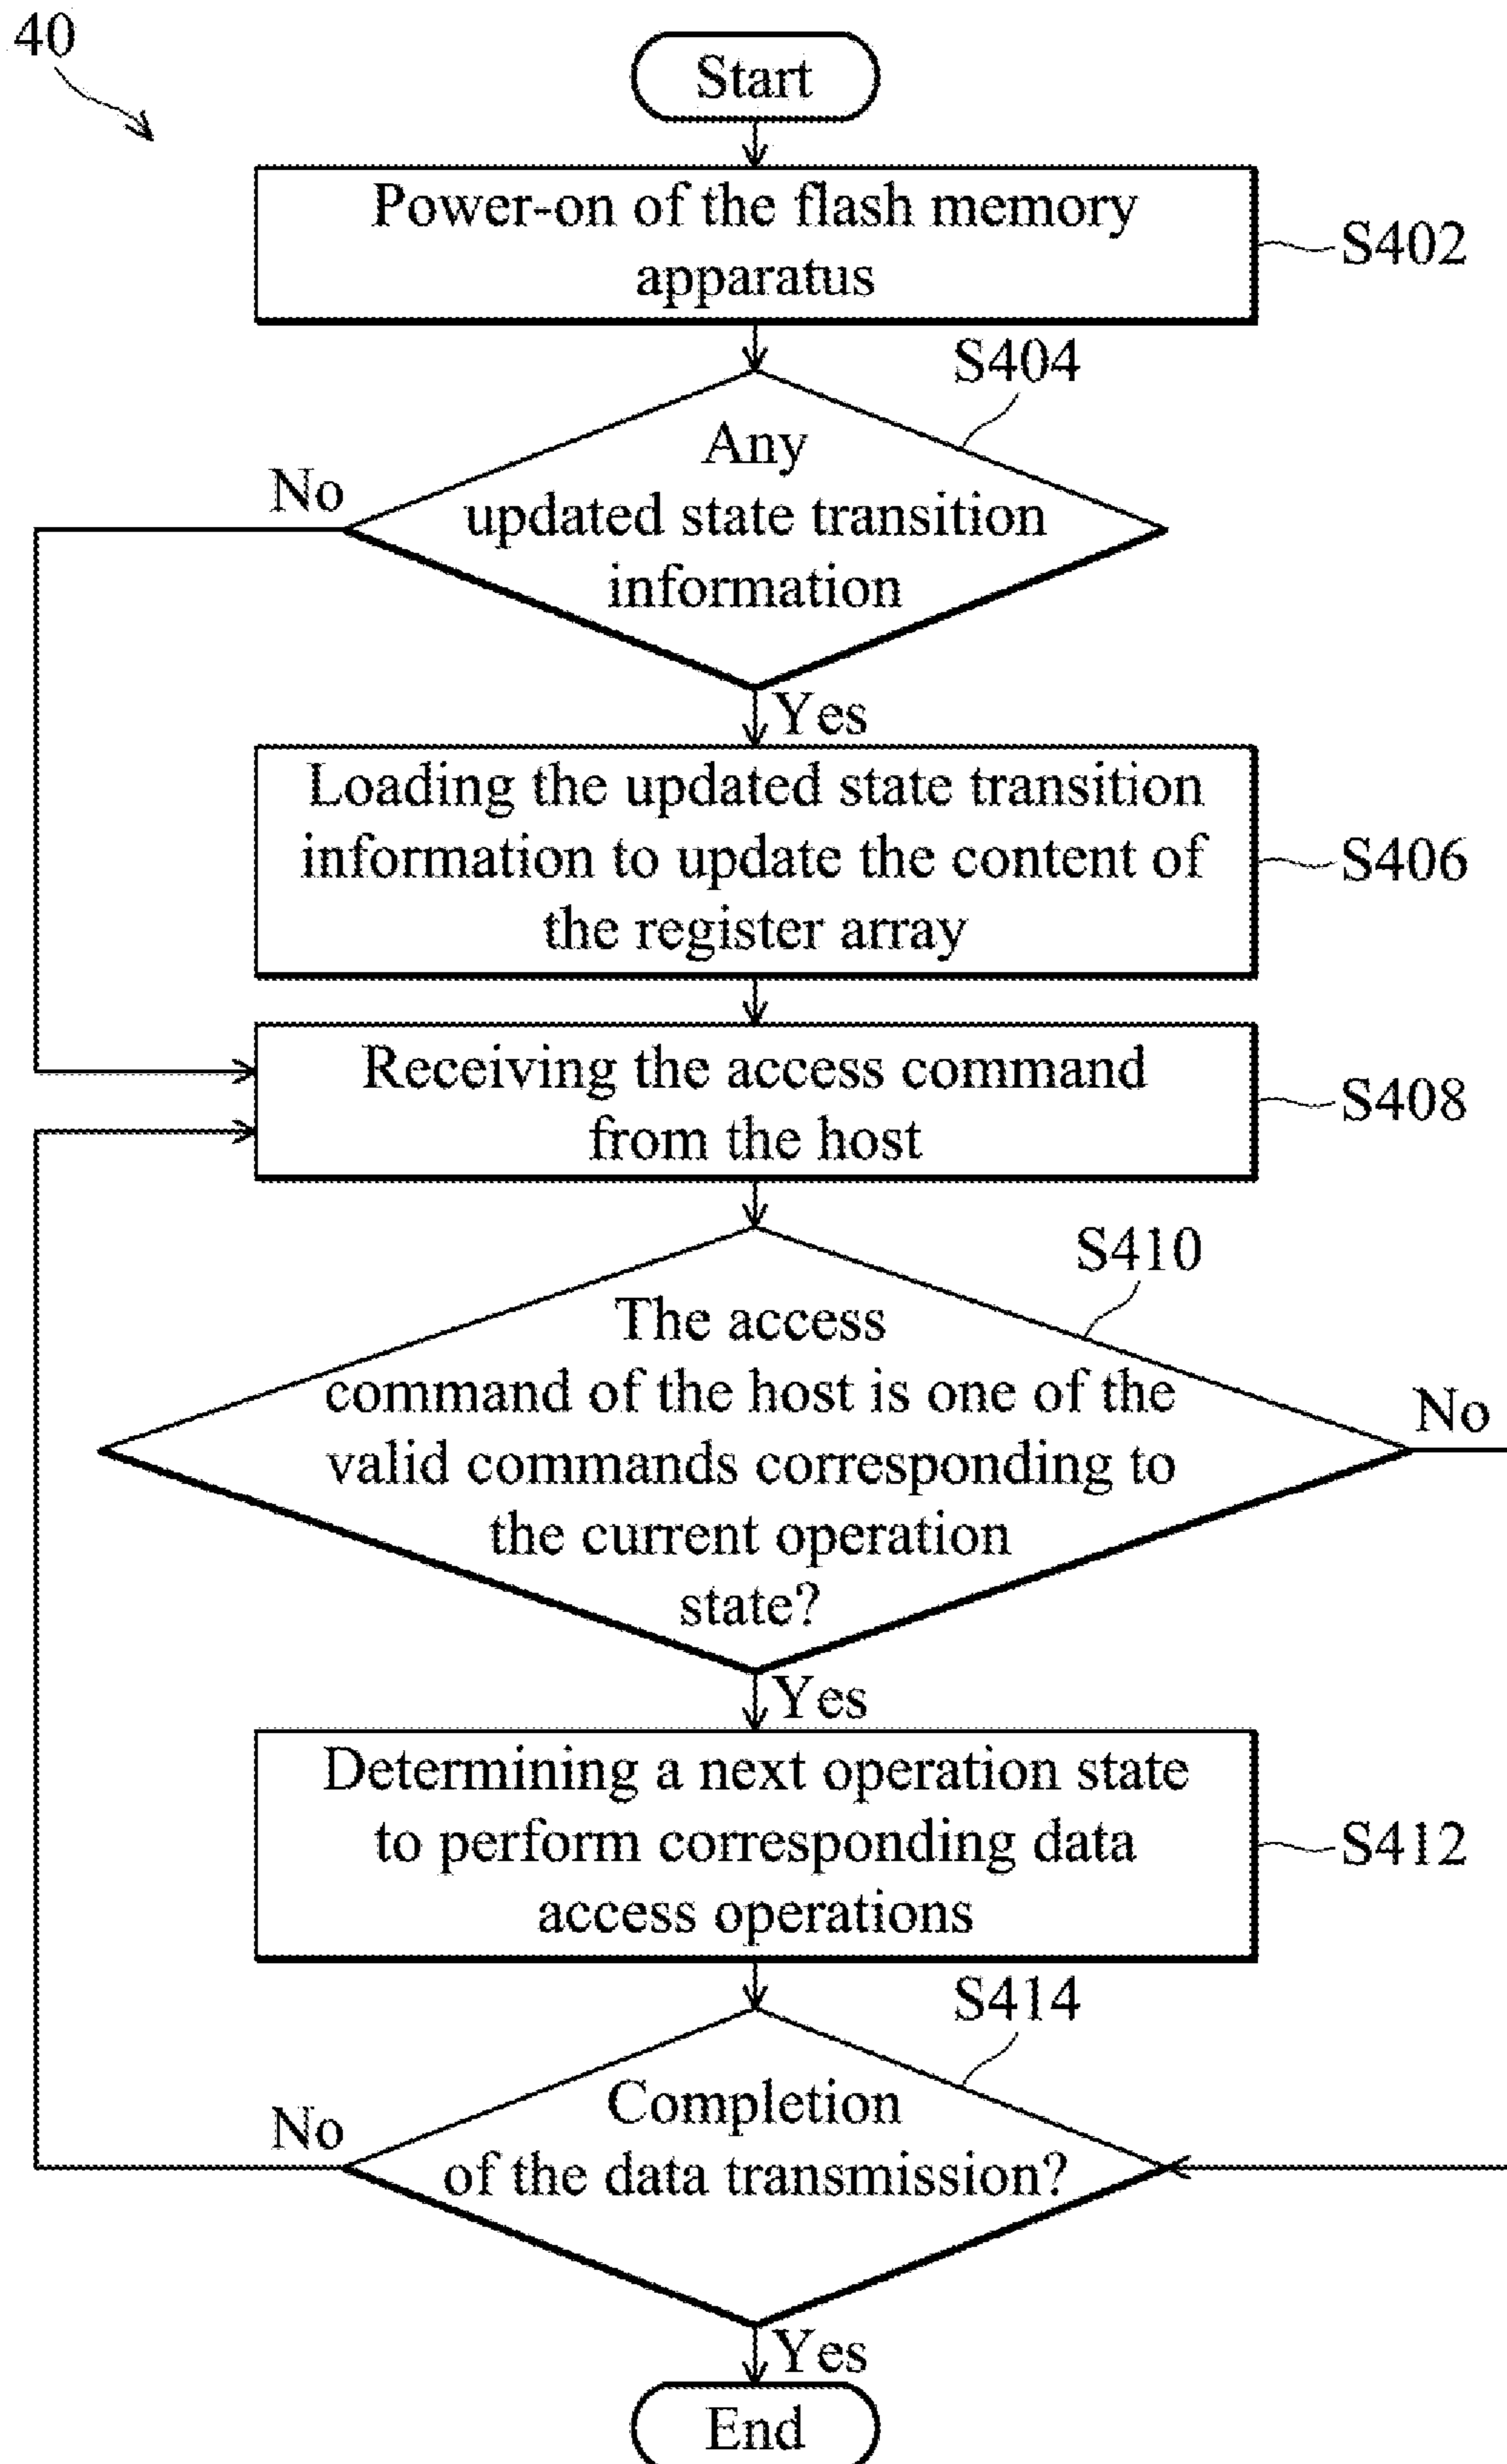 40
Start
Power-on of the flash memory
apparatus
S402
S404
Any
updated state transition
information
No
Yes
Loading the updated state transition
information to update the content of
the register array
S406
Receiving the access command
from the host
S408
S410
The access
command of the host is one of the
valid commands corresponding to
the current operation
state?
No
Yes
Determining a next operation state
to perform corresponding data
access operations
S412
S414
Completion
of the data transmission?
No
Yes
End